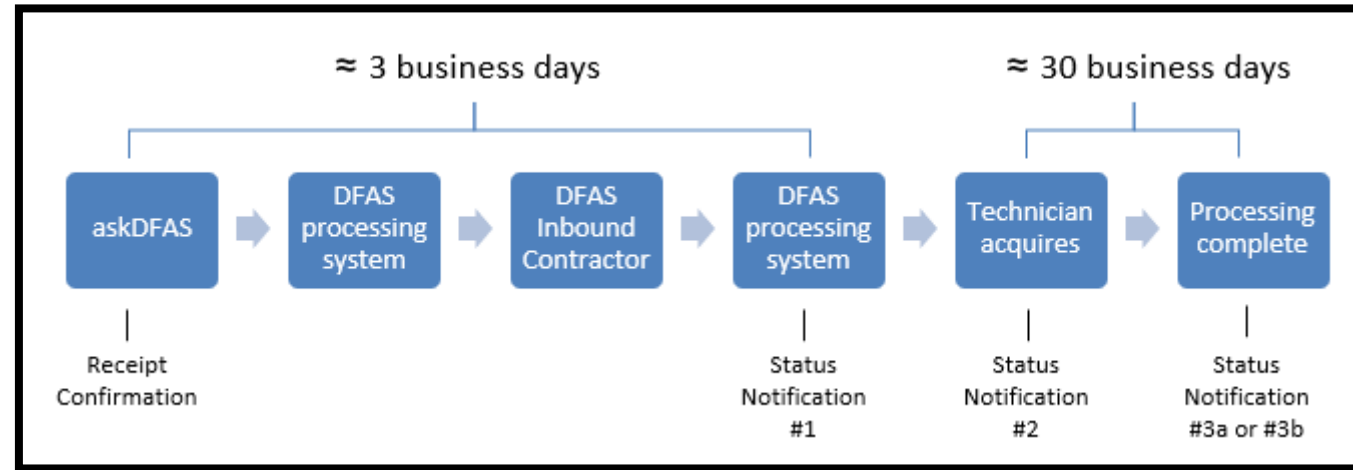 ≈ 3 business days
≈ 30 business days
askDFAS
DFAS
processing
system
DFAS
Inbound
Contractor
DFAS
processing
system
Technician
acquires
Processing
complete
Receipt
Confirmation
Status
Notification
#1
Status
Notification
#2
Status
Notification
#3a or #3b